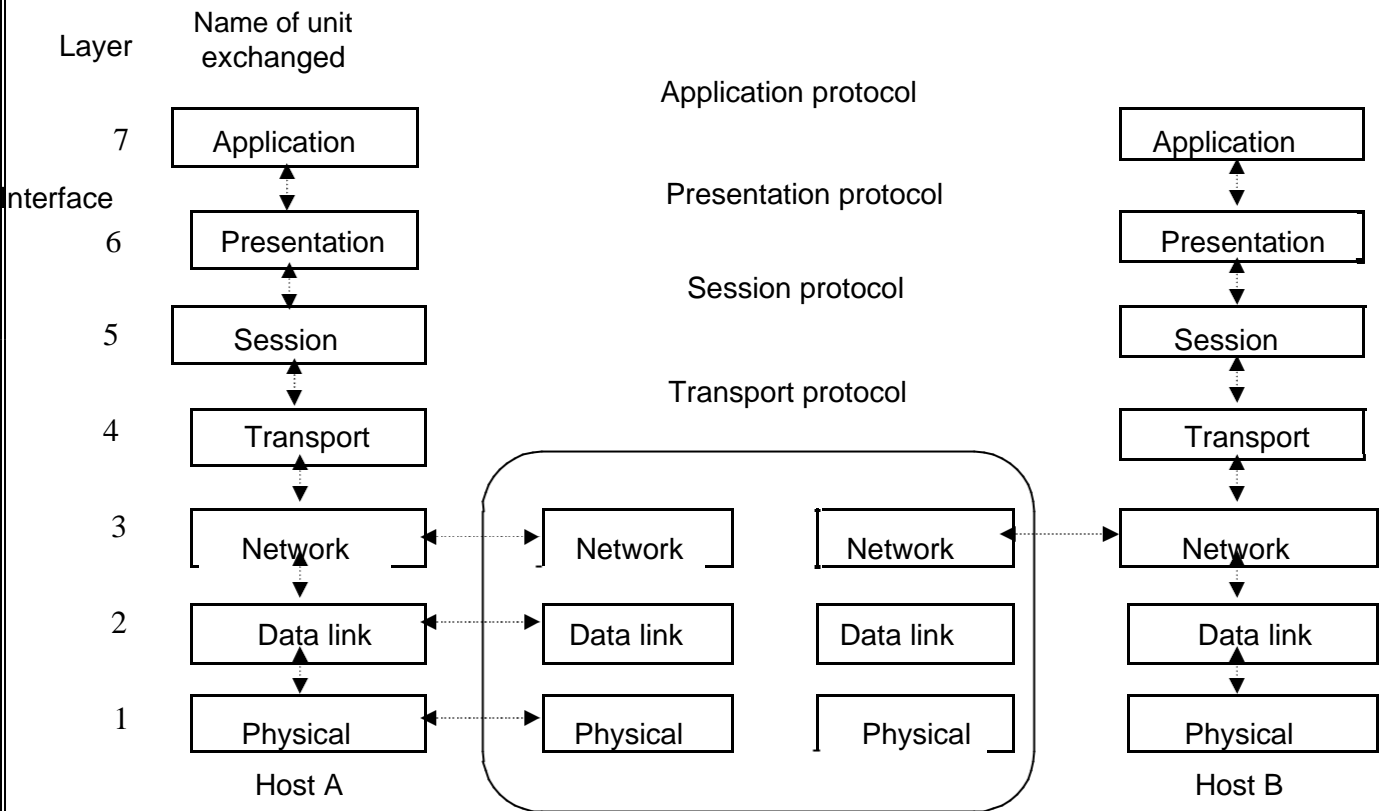 Name of unit
Layer exchanged
Application protocol
7 Application Application
Interface Presentation protocol
6 Presentation Presentation
Session protocol
5 Session Session
Transport protocol
4 Transport Transport
3 Network Network Network Network
2 Data link Data link Data link Data link
1 Physical Physical Physical Physical
Host A Host B